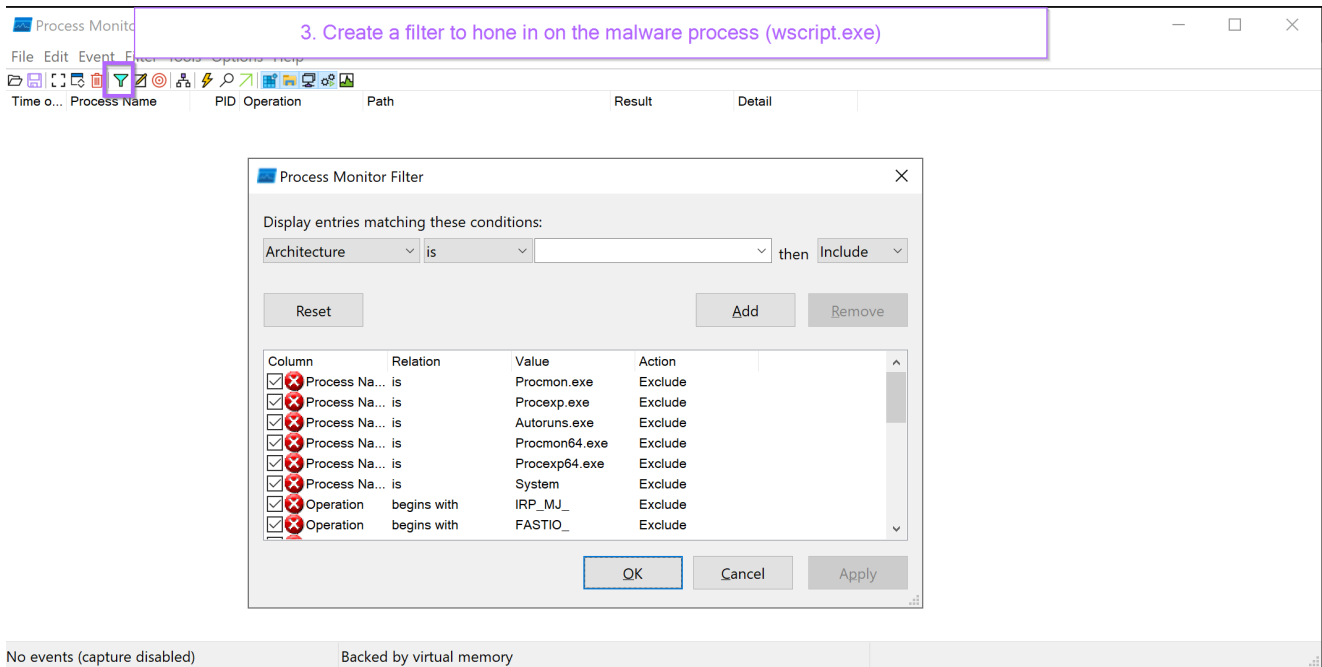 Process Monito
3. Create a filter to hone in on the malware process (wscript.exe)
File Edit Event Filter Tools Options Help
Time o... Process Name PID Operation Path Result Detail
Process Monitor Filter
Display entries matching these conditions:
Architecture is then Include
Reset Add Remove
Column Relation Value Action
Process Na... is Procmon.exe Exclude
Process Na... is Procexp.exe Exclude
Process Na... is Autoruns.exe Exclude
Process Na... is Procmon64.exe Exclude
Process Na... is Procexp64.exe Exclude
Process Na... is System Exclude
Operation begins with IRP_MJ_ Exclude
Operation begins with FASTIO_ Exclude
OK Cancel Apply
No events (capture disabled) Backed by virtual memory